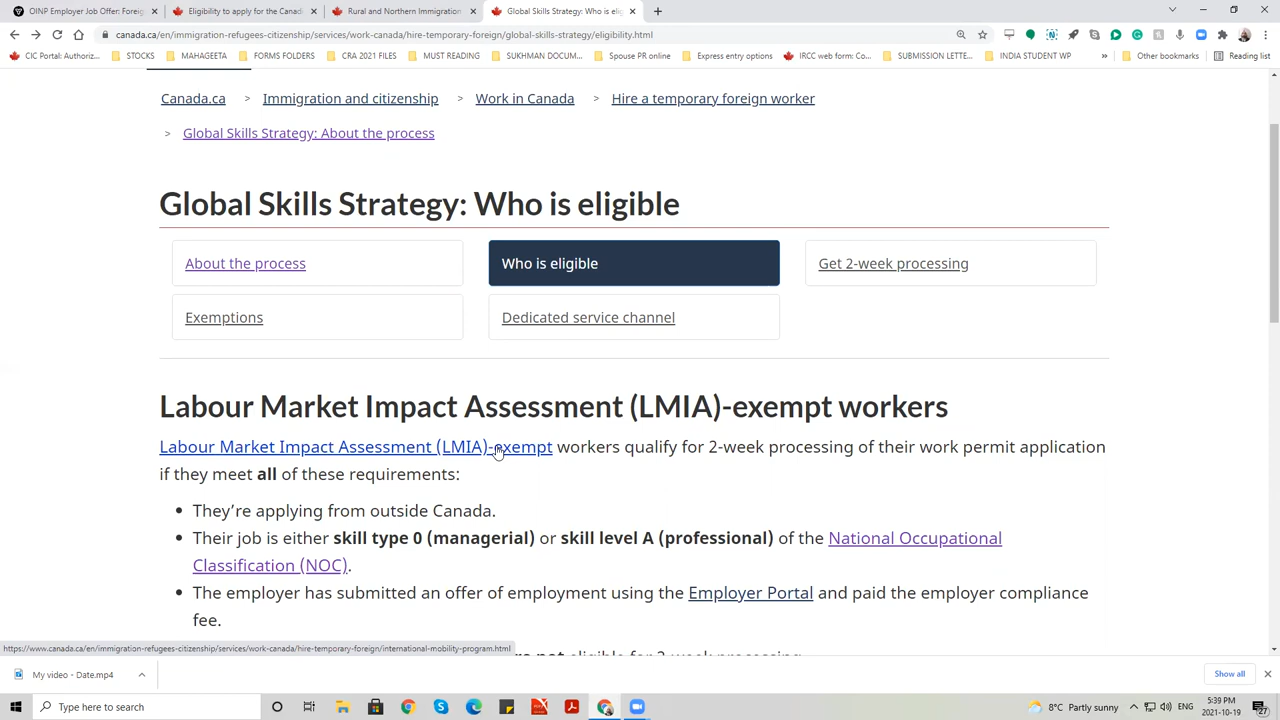 OINP Employer Job Offer: Foreig
Eligibility to apply for the Canada
Rural and Northern Immigration
Global Skills Strategy: Who is elig
canada.ca/en/immigration-refugees-citizenship/services/work-canada/hire-temporary-foreign/global-skills-strategy/eligibility.html
CIC Portal: Authoriz...
STOCKS
MAHAGEETA
FORMS FOLDERS
CRA 2021 FILES
MUST READING
SUKHMAN DOCUM...
Spouse PR online
Express entry options
IRCC web form: Co...
SUBMISSION LETTE...
INDIA STUDENT WP
»
Other bookmarks
Reading list
Canada.ca > Immigration and citizenship > Work in Canada > Hire a temporary foreign worker
> Global Skills Strategy: About the process
Global Skills Strategy: Who is eligible
About the process
Who is eligible
Get 2-week processing
Exemptions
Dedicated service channel
Labour Market Impact Assessment (LMIA)-exempt workers
Labour Market Impact Assessment (LMIA)-exempt workers qualify for 2-week processing of their work permit application
if they meet all of these requirements:
• They're applying from outside Canada.
• Their job is either skill type 0 (managerial) or skill level A (professional) of the National Occupational
Classification (NOC).
• The employer has submitted an offer of employment using the Employer Portal and paid the employer compliance
fee.
https://www.canada.ca/en/immigration-refugees-citizenship/services/work-canada/hire-temporary-foreign/international-mobility-program.html
My video - Date.mp4
Show all
Type here to search
8°C Partly sunny
ENG
5:39 PM
2021-10-19
27